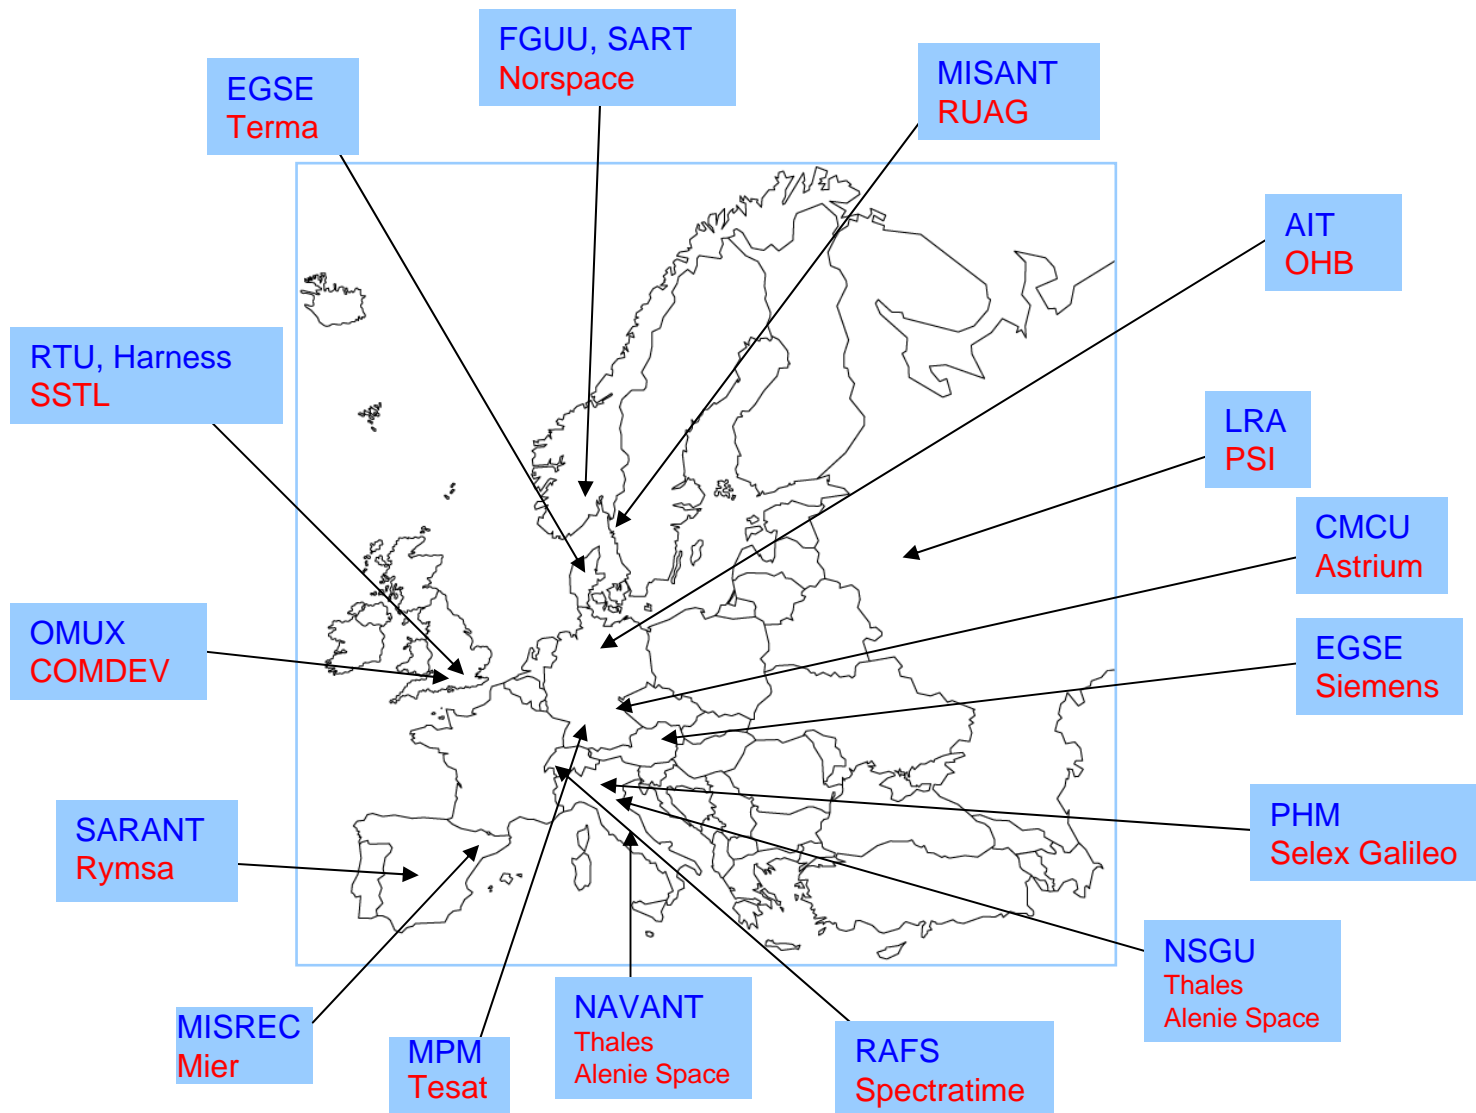 FGUU, SART
Norspace
MISANT
RUAG
EGSE
Terma
AIT
OHB
RTU, Harness
SSTL
LRA
PSI
CMCU
Astrium
OMUX
COMDEV
EGSE
Siemens
SARANT
Rymsa
PHM
Selex Galileo
NSGU
Thales
Alenie Space
MISREC
Mier
MPM
Tesat
NAVANT
Thales
Alenie Space
RAFS
Spectratime